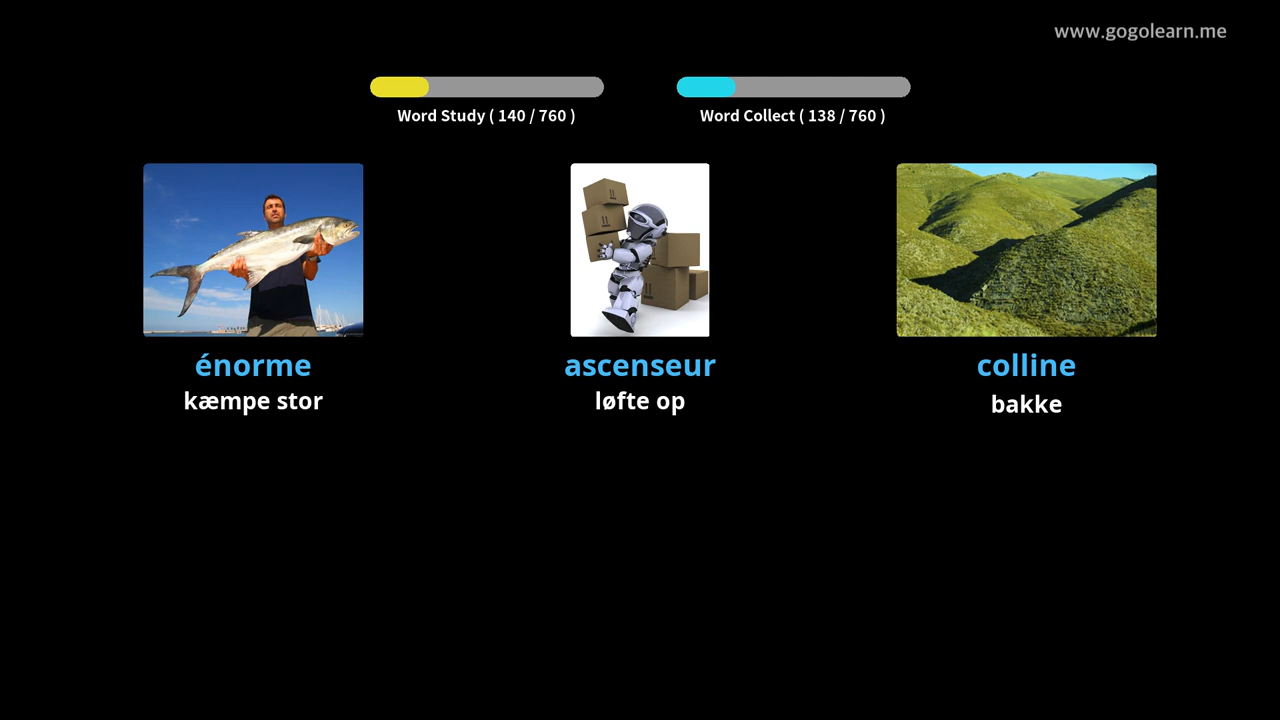 www.gogolearn.me
Word Study ( 140 / 760 )
Word Collect ( 138 / 760 )
énorme
kæmpe stor
ascenseur
løfte op
colline
bakke